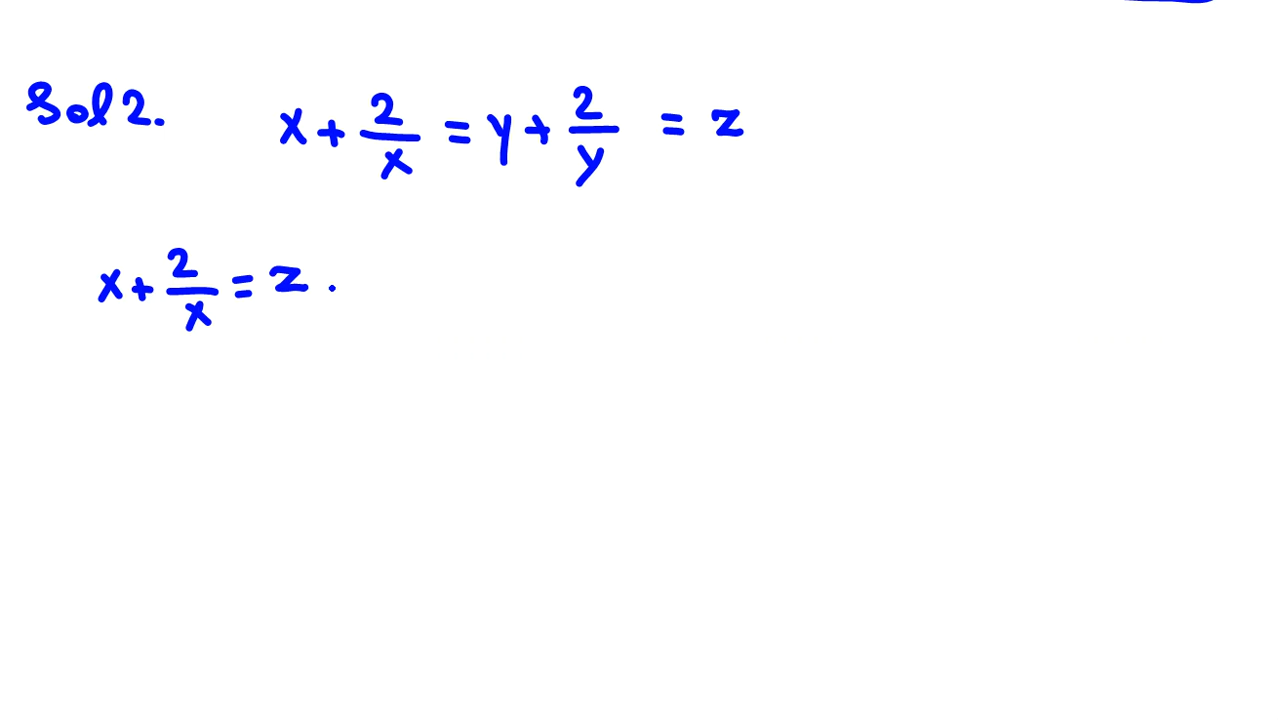 Sol 2. x + 2/x = y + 2/y = z
x + 2/x = z .